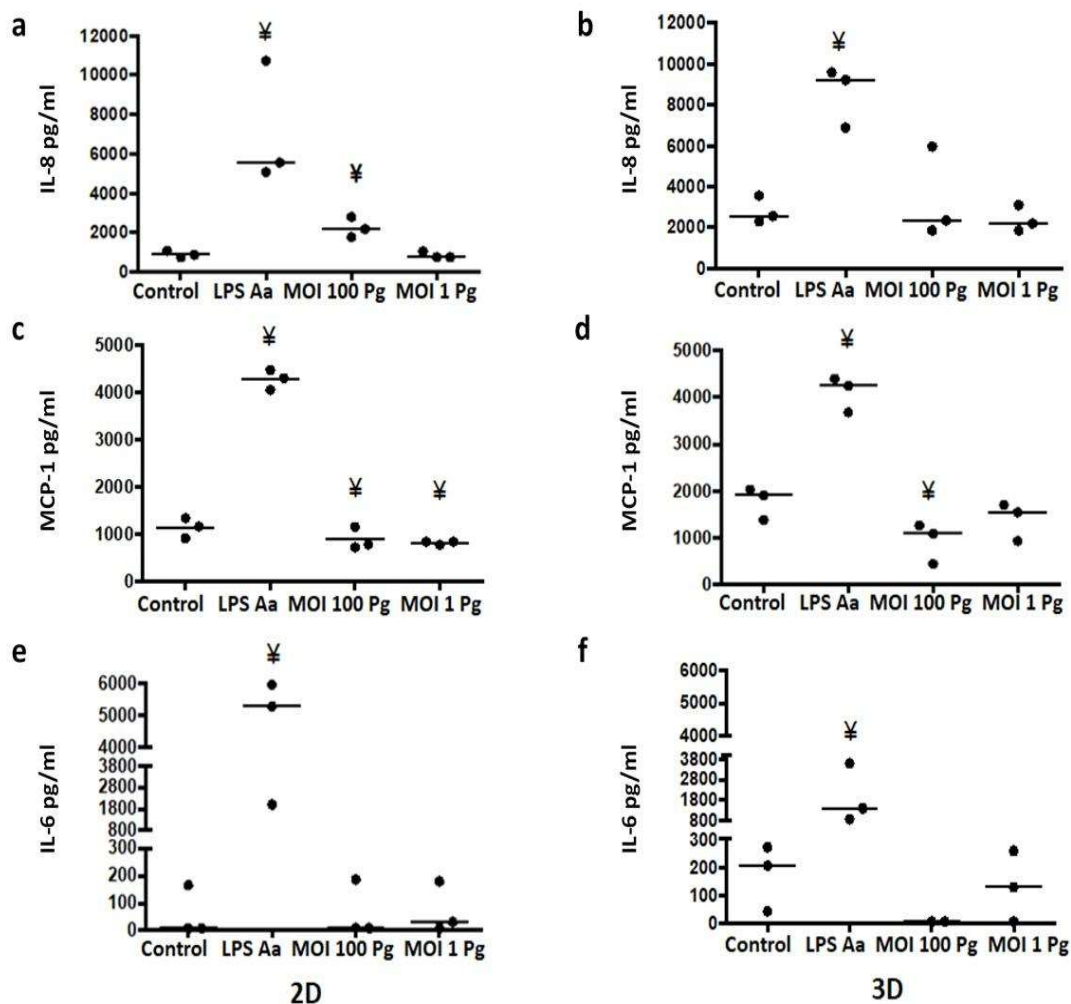 a
IL-8 pg/ml
12000
10000
8000
6000
4000
2000
0
¥
¥
Control LPS Aa MOI 100 Pg MOI 1 Pg
b
IL-8 pg/ml
12000
10000
8000
6000
4000
2000
0
¥
Control LPS Aa MOI 100 Pg MOI 1 Pg
c
MCP-1 pg/ml
5000
4000
3000
2000
1000
0
¥
¥
¥
Control LPS Aa MOI 100 Pg MOI 1 Pg
d
MCP-1 pg/ml
5000
4000
3000
2000
1000
0
¥
¥
Control LPS Aa MOI 100 Pg MOI 1 Pg
e
IL-6 pg/ml
6000
5000
4000
3800
2800
1800
800
300
200
100
0
¥
Control LPS Aa MOI 100 Pg MOI 1 Pg
2D
f
IL-6 pg/ml
6000
5000
4000
3800
2800
1800
800
300
200
100
0
¥
Control LPS Aa MOI 100 Pg MOI 1 Pg
3D